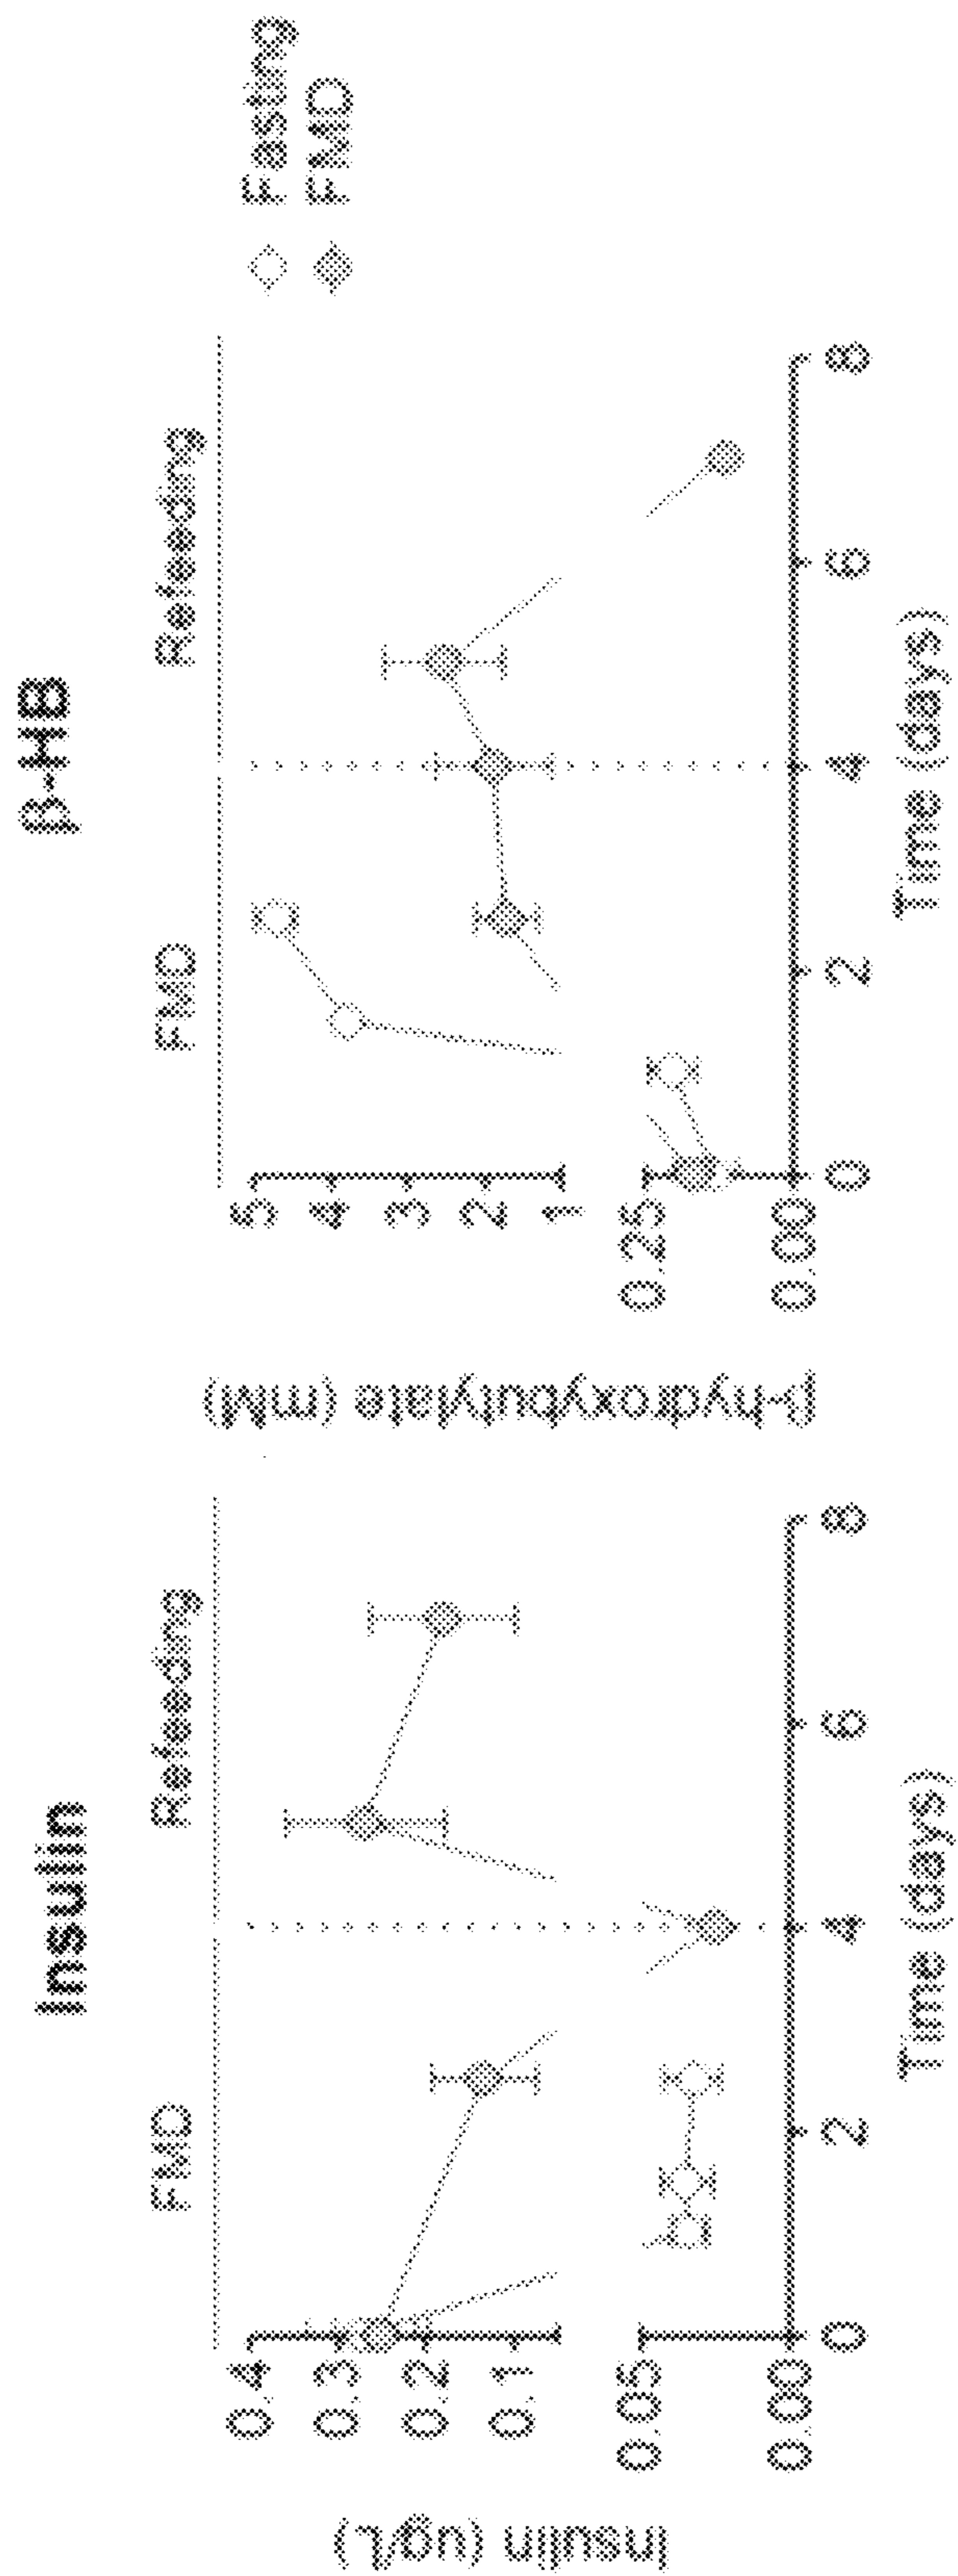 Insulin
FMD
Refeeding
insulin (ug/L)
0.4
0.3
0.2
0.1
0.05
0.00
0
2
4
6
8
Time (days)
β-HB
FMD
Refeeding
β-hydroxybutylate (mM)
5
4
3
2
1
0.25
0.00
0
2
4
6
8
Time (days)
Fasting
FMD